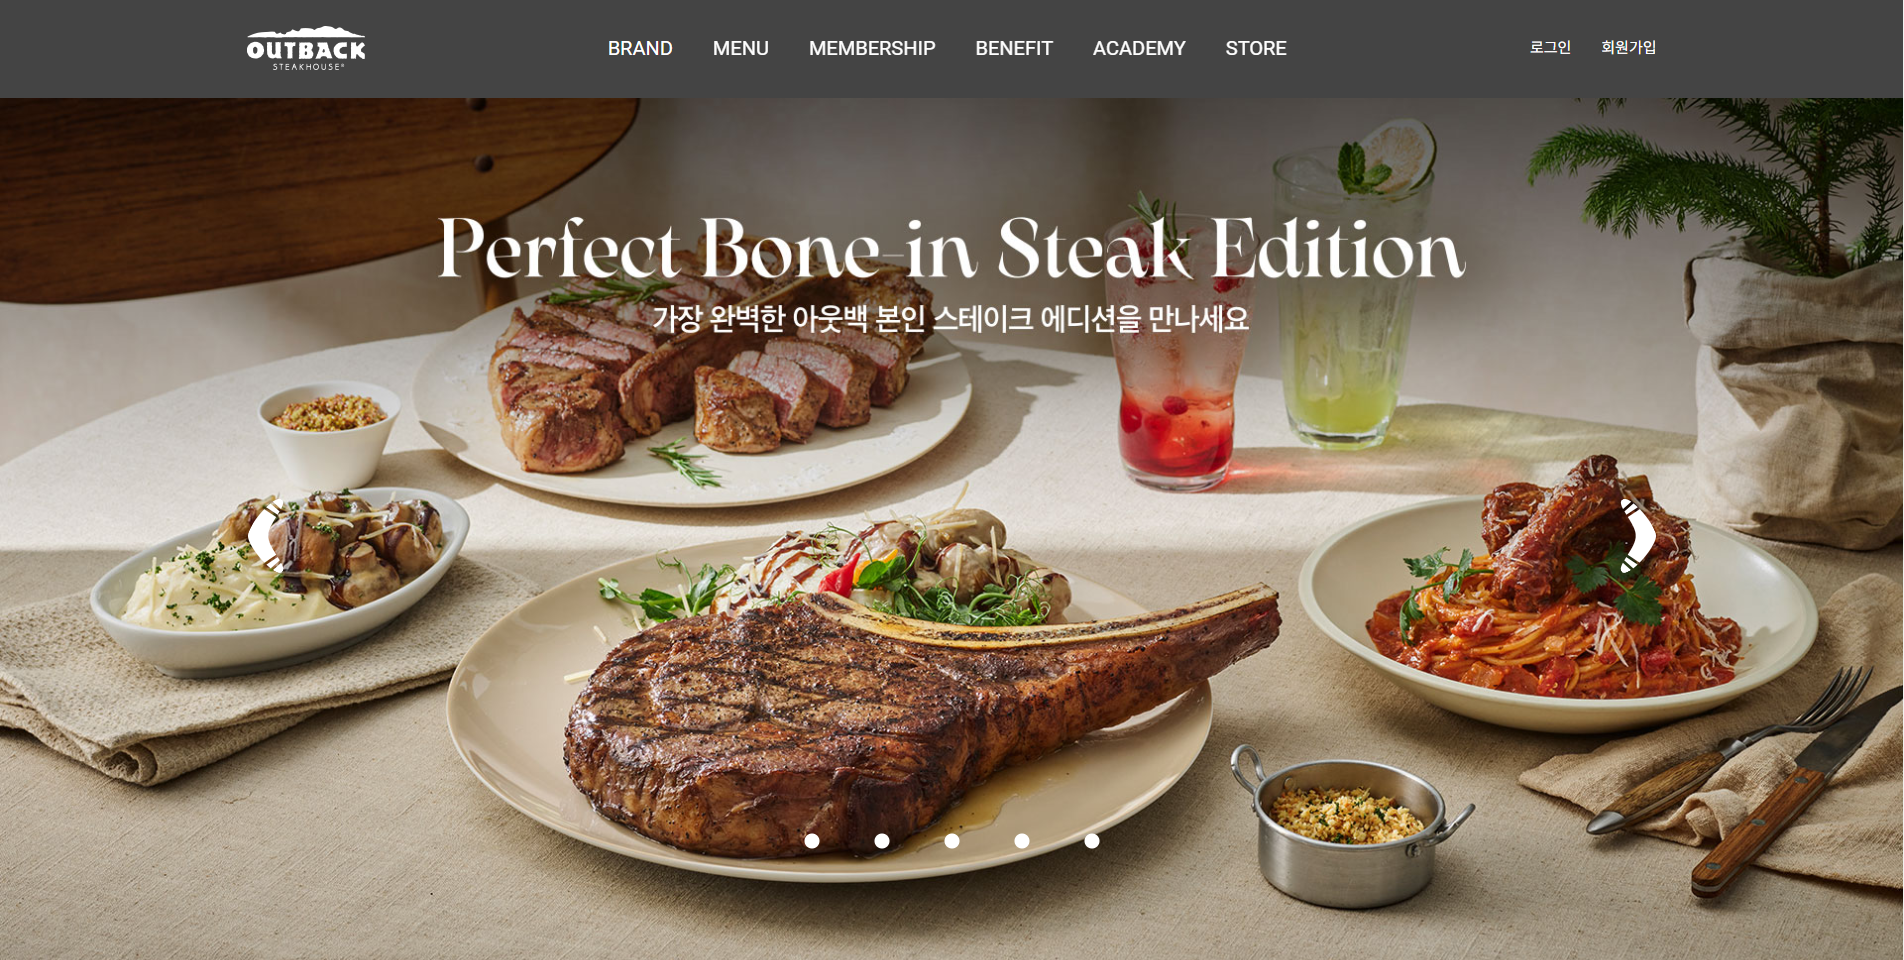 OUTBACK
STEAKHOUSE®
BRAND MENU MEMBERSHIP BENEFIT ACADEMY STORE
로그인 회원가입
Perfect Bone-in Steak Edition
가장 완벽한 아웃백 본인 스테이크 에디션을 만나세요